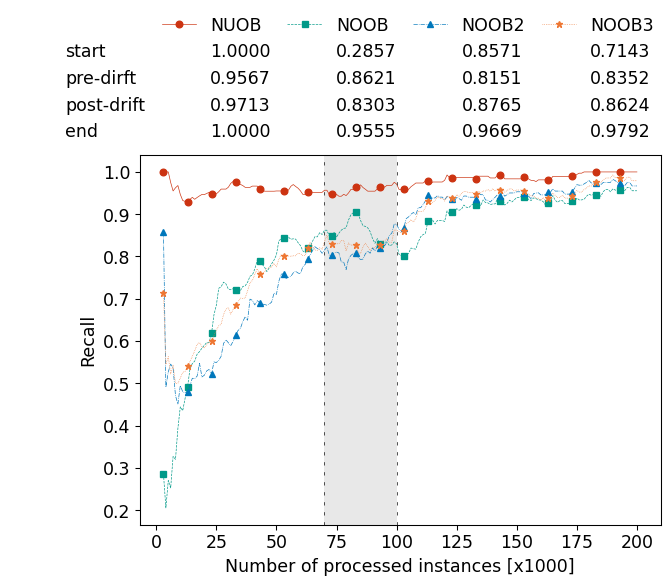 NUOB NOOB NOOB2 NOOB3
start 1.0000 0.2857 0.8571 0.7143
pre-dirft 0.9567 0.8621 0.8151 0.8352
post-drift 0.9713 0.8303 0.8765 0.8624
end 1.0000 0.9555 0.9669 0.9792
1.0
0.9
0.8
0.7
0.6
0.5
0.4
0.3
0.2
Recall
0 25 50 75 100 125 150 175 200
Number of processed instances [x1000]